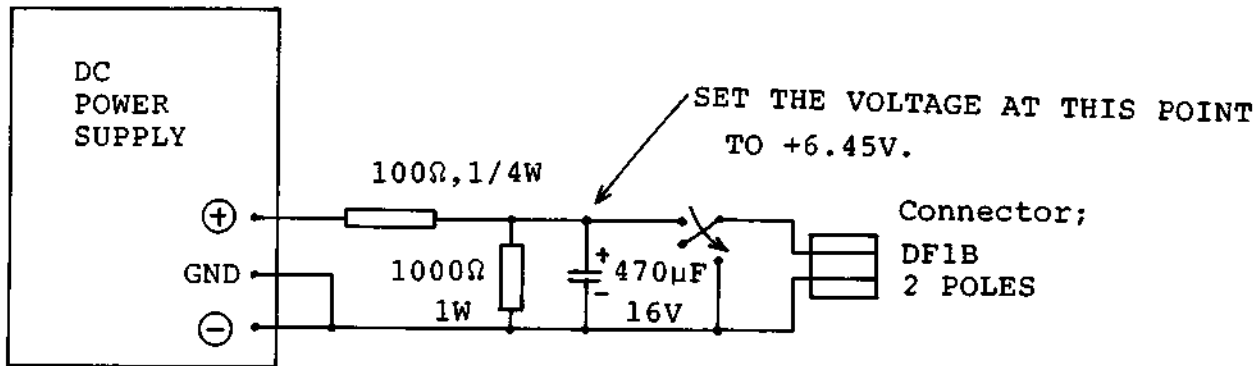 DC
POWER
SUPPLY
SET THE VOLTAGE AT THIS POINT
TO +6.45V.
100Ω,1/4W
+
GND
−
1000Ω
1W
+
−
470μF
16V
Connector;
DF1B
2 POLES